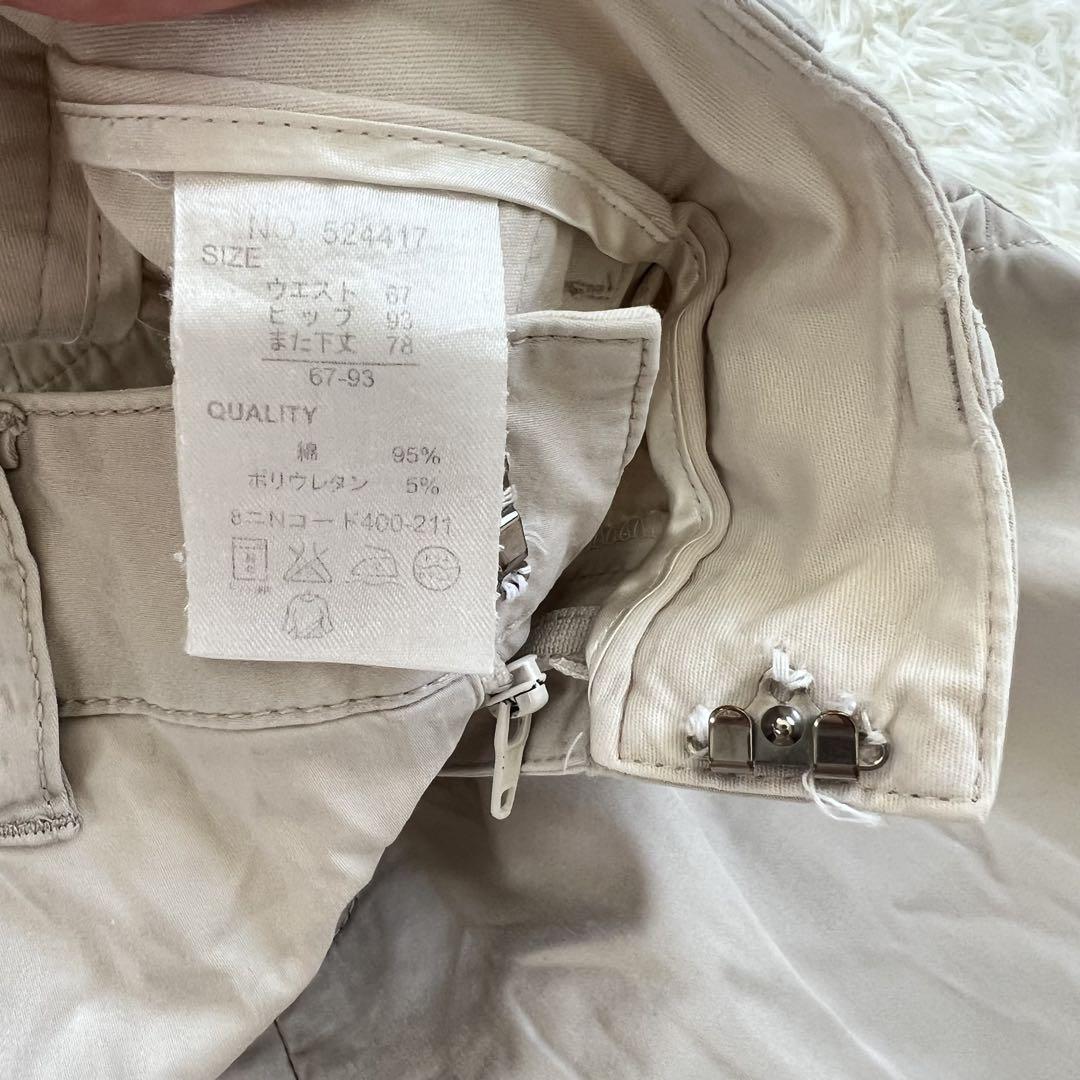 No. 524417
SIZE
ウエスト 67
ヒップ 93
また下丈 78
67-93
QUALITY
綿 95%
ポリウレタン 5%
8ニNコード400-211